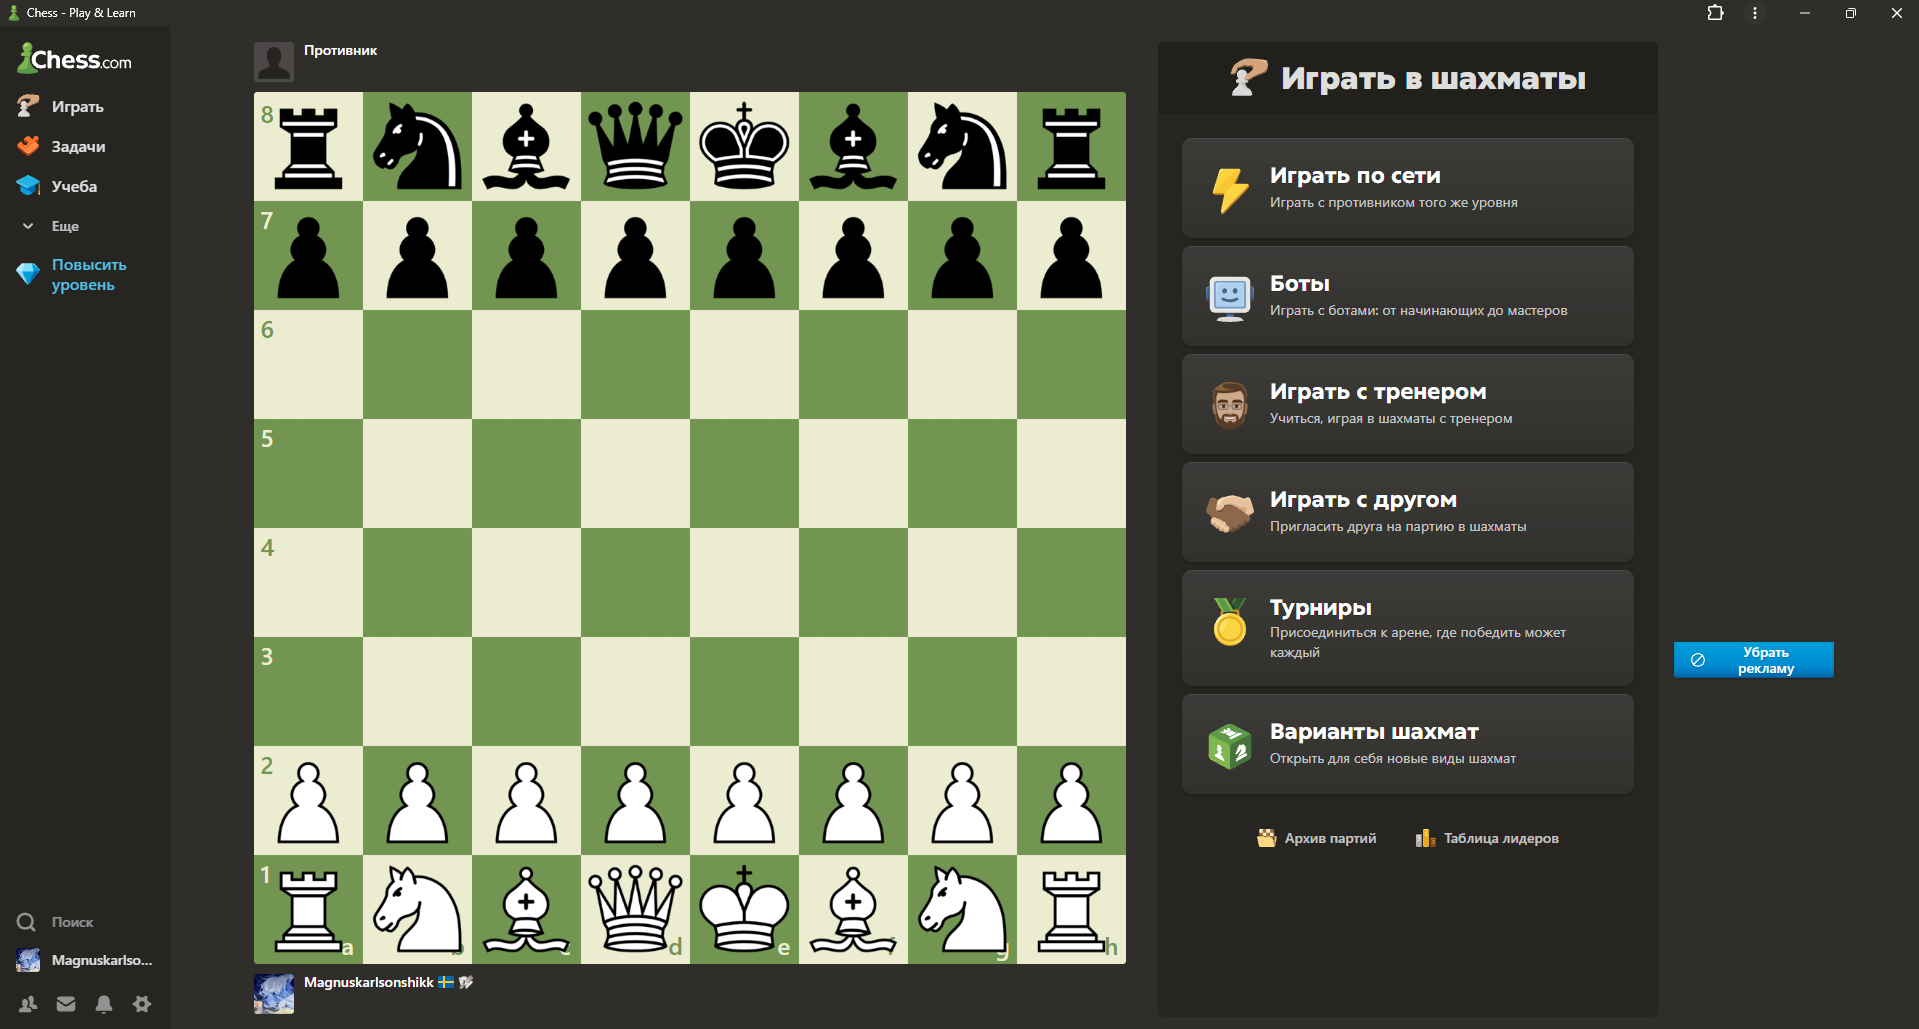 Chess - Play & Learn
Chess.com
Играть
Задачи
Учеба
Еще
Повысить
уровень
Поиск
Magnuskarlso...
Противник
8
7
6
5
4
3
2
1
a
b
c
d
e
f
g
h
Magnuskarlsonshikk
Играть в шахматы
Играть по сети
Играть с противником того же уровня
Боты
Играть с ботами: от начинающих до мастеров
Играть с тренером
Учиться, играя в шахматы с тренером
Играть с другом
Пригласить друга на партию в шахматы
Турниры
Присоединиться к арене, где победить может
каждый
Варианты шахмат
Открыть для себя новые виды шахмат
Архив партий
Таблица лидеров
Убрать
рекламу